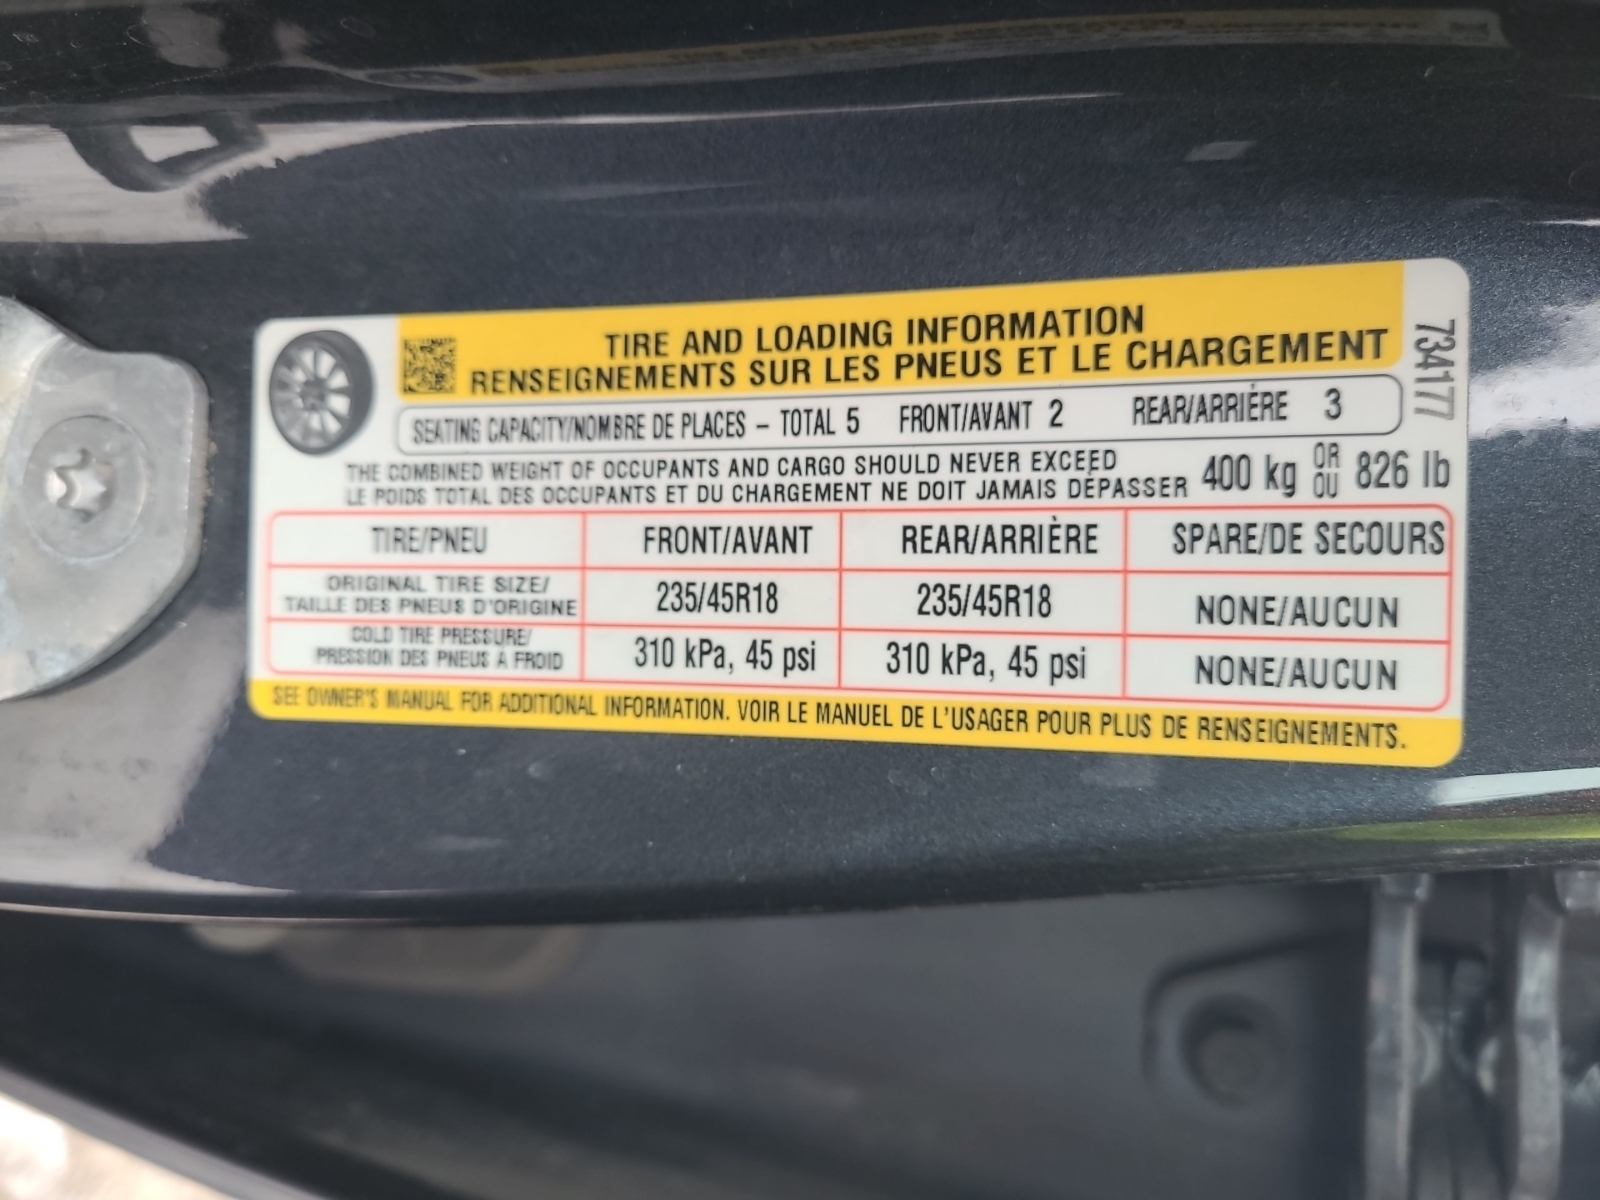 TIRE AND LOADING INFORMATION
RENSEIGNEMENTS SUR LES PNEUS ET LE CHARGEMENT
734177
SEATING CAPACITY/NOMBRE DE PLACES – TOTAL 5 FRONT/AVANT 2 REAR/ARRIÈRE 3
THE COMBINED WEIGHT OF OCCUPANTS AND CARGO SHOULD NEVER EXCEED
LE POIDS TOTAL DES OCCUPANTS ET DU CHARGEMENT NE DOIT JAMAIS DÉPASSER
400 kg OR OU 826 lb
TIRE/PNEU FRONT/AVANT REAR/ARRIÈRE SPARE/DE SECOURS
ORIGINAL TIRE SIZE/
TAILLE DES PNEUS D'ORIGINE 235/45R18 235/45R18 NONE/AUCUN
COLD TIRE PRESSURE/
PRESSION DES PNEUS À FROID 310 kPa, 45 psi 310 kPa, 45 psi NONE/AUCUN
SEE OWNER'S MANUAL FOR ADDITIONAL INFORMATION. VOIR LE MANUEL DE L'USAGER POUR PLUS DE RENSEIGNEMENTS.